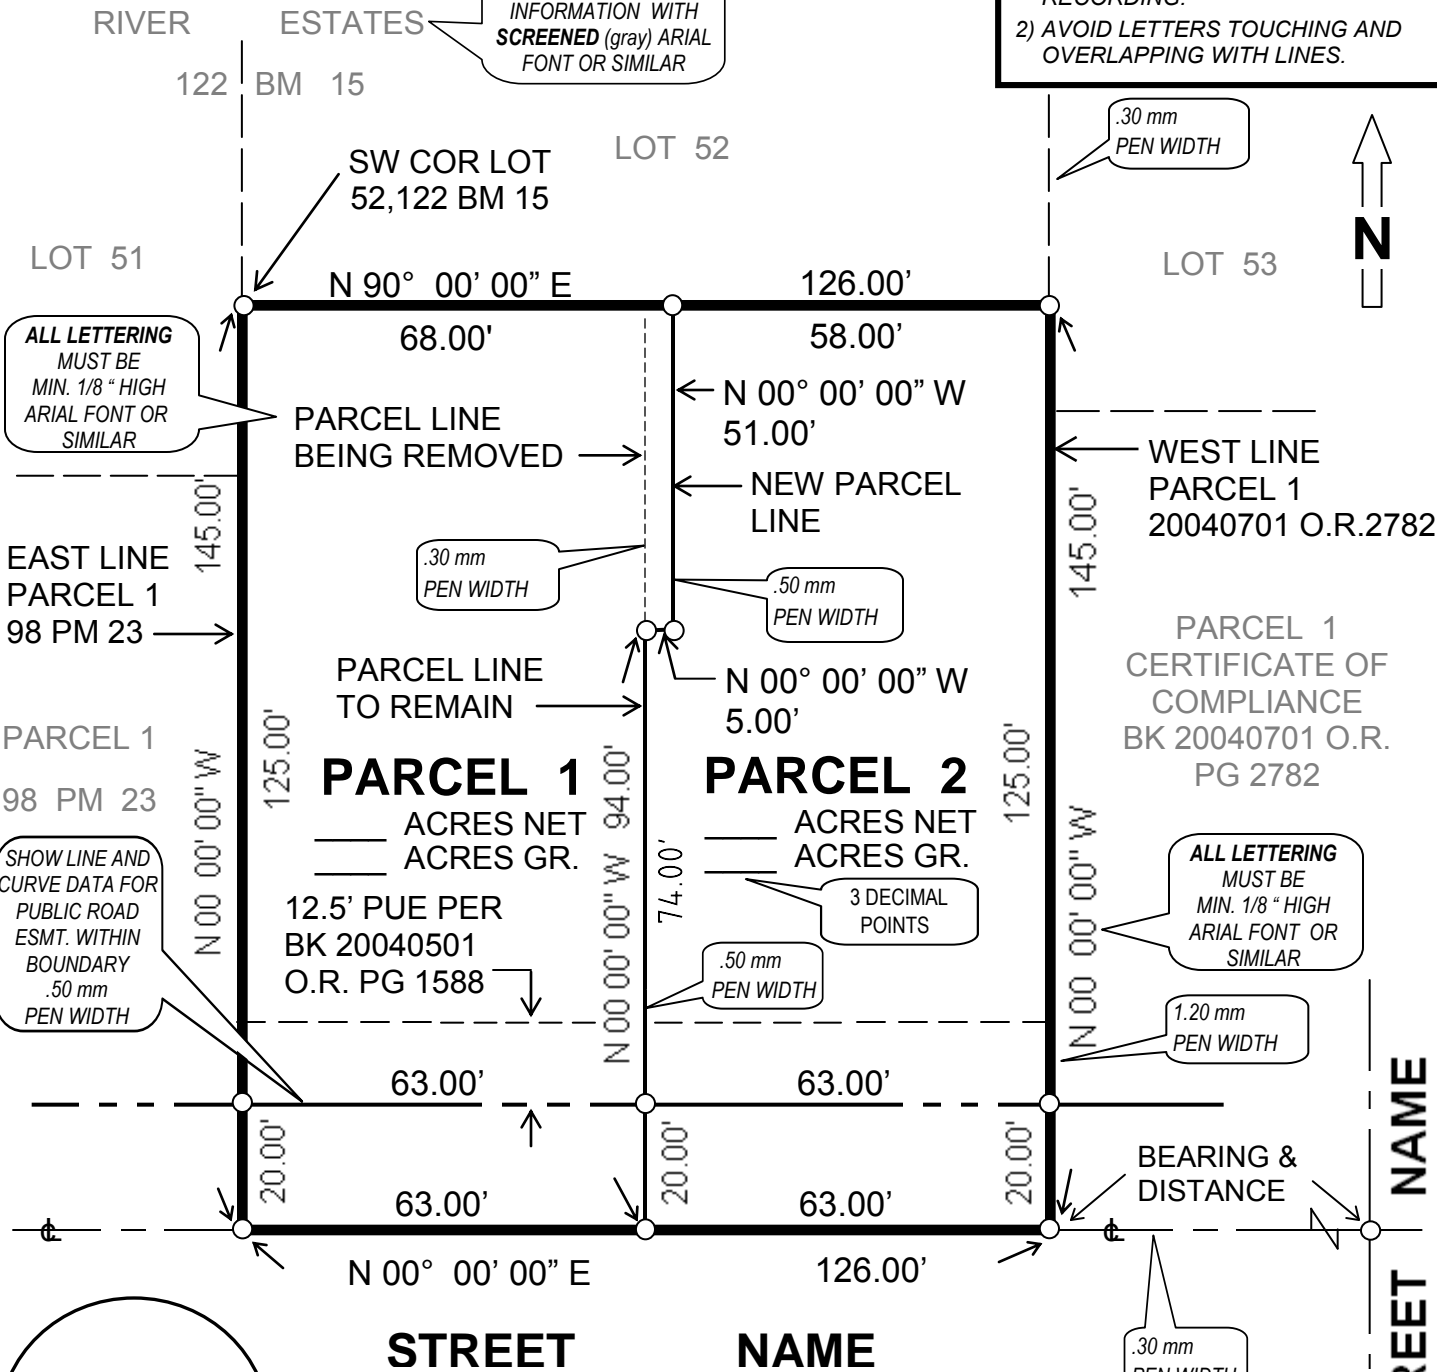 RIVER ESTATES
122 BM 15
INFORMATION WITH
SCREENED (gray) ARIAL
FONT OR SIMILAR
RECORDING.
2) AVOID LETTERS TOUCHING AND
OVERLAPPING WITH LINES.
.30 mm
PEN WIDTH
N
LOT 52
SW COR LOT
52,122 BM 15
LOT 51
LOT 53
N 90° 00' 00” E
126.00’
68.00'
58.00’
ALL LETTERING
MUST BE
MIN. 1/8 “ HIGH
ARIAL FONT OR
SIMILAR
N 00° 00’ 00” W
51.00’
PARCEL LINE
BEING REMOVED
NEW PARCEL
LINE
WEST LINE
PARCEL 1
20040701 O.R.2782
145.00'
145.00'
EAST LINE
PARCEL 1
98 PM 23
.30 mm
PEN WIDTH
.50 mm
PEN WIDTH
PARCEL LINE
TO REMAIN
N 00° 00’ 00” W
5.00’
PARCEL 1
CERTIFICATE OF
COMPLIANCE
BK 20040701 O.R.
PG 2782
PARCEL 1
98 PM 23
N 00 00' 00" W
125.00'
PARCEL 1
ACRES NET
ACRES GR.
N 00 00' 00" W 94.00'
74.00'
PARCEL 2
ACRES NET
ACRES GR.
125.00'
N 00 00' 00" W
3 DECIMAL
POINTS
SHOW LINE AND
CURVE DATA FOR
PUBLIC ROAD
ESMT. WITHIN
BOUNDARY
.50 mm
PEN WIDTH
12.5’ PUE PER
BK 20040501
O.R. PG 1588
.50 mm
PEN WIDTH
ALL LETTERING
MUST BE
MIN. 1/8 “ HIGH
ARIAL FONT OR
SIMILAR
1.20 mm
PEN WIDTH
63.00’
63.00’
20.00'
20.00'
20.00'
63.00’
63.00’
BEARING &
DISTANCE
NAME
℄
℄
N 00° 00’ 00” E
126.00’
STREET NAME
.30 mm
PEN WIDTH
REET